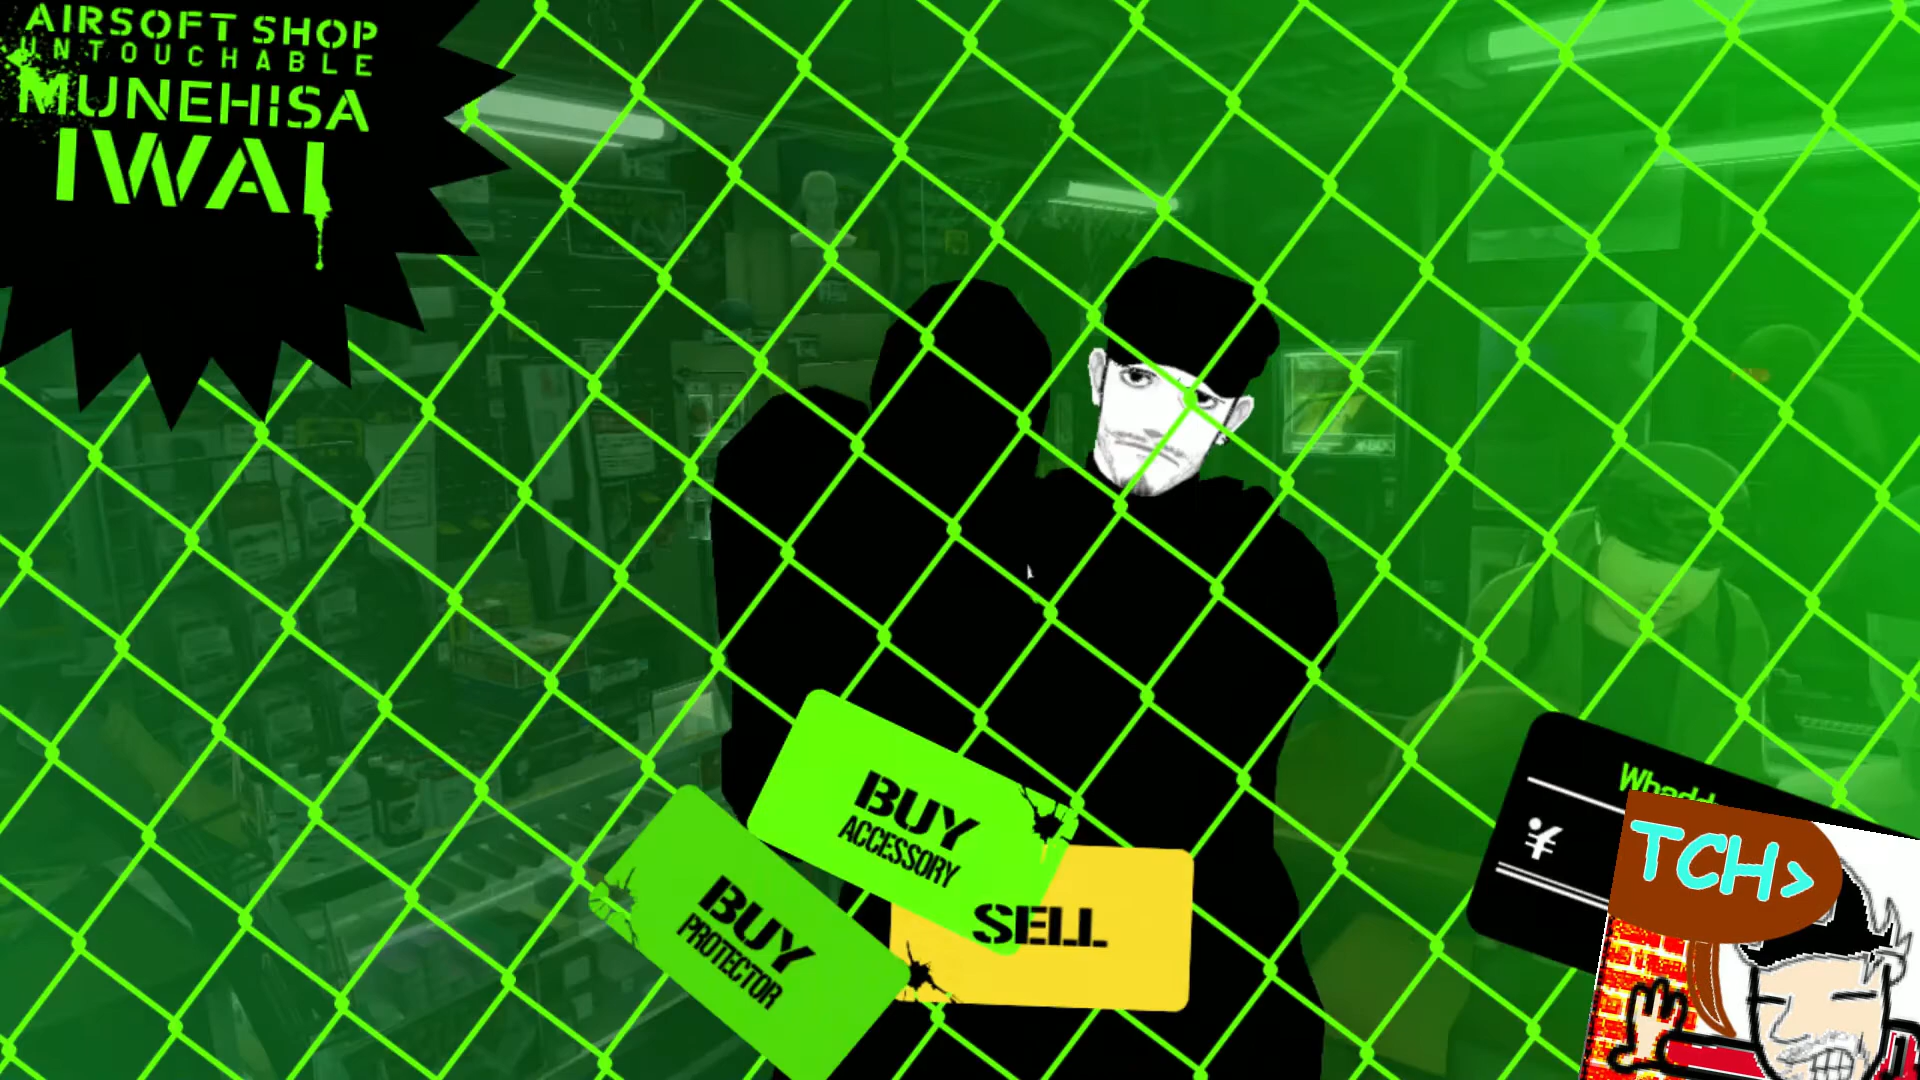 AIRSOFT SHOP
UNTOUCHABLE
MUNEHISA
IWAI
BUY
ACCESSORY
BUY
PROTECTOR
SELL
¥
TCH>